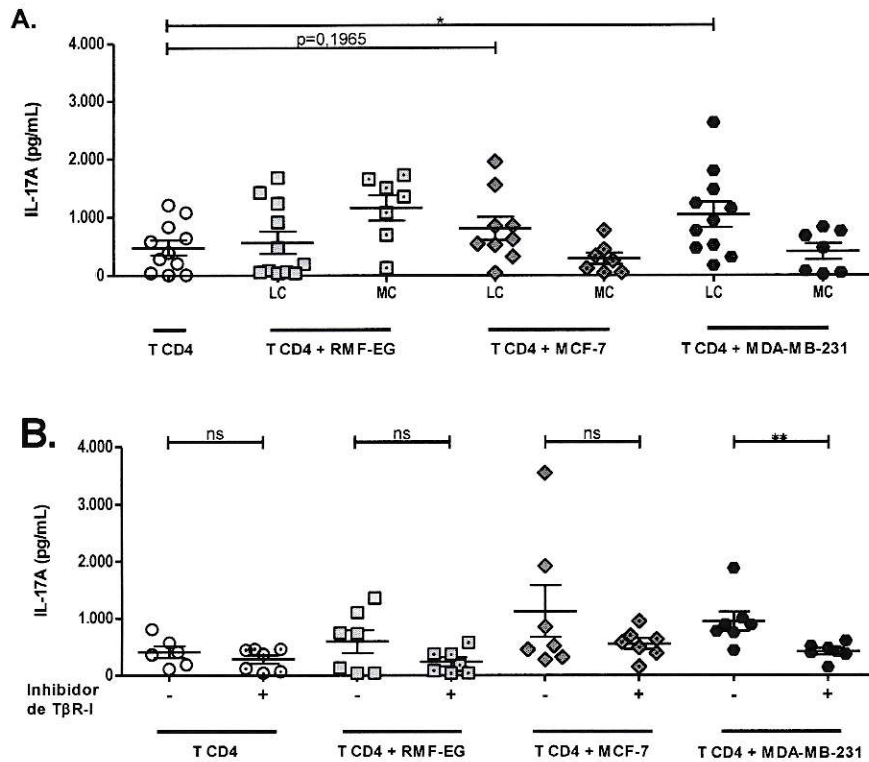 A.
*
p=0,1965
4.000
3.000
2.000
1.000
0
IL-17A (pg/mL)
LC MC LC MC LC MC
T CD4 T CD4 + RMF-EG T CD4 + MCF-7 T CD4 + MDA-MB-231
B.
ns ns ns **
4.000
3.000
2.000
1.000
0
IL-17A (pg/mL)
Inhibidor
de TβR-I
- + - + - + - +
T CD4 T CD4 + RMF-EG T CD4 + MCF-7 T CD4 + MDA-MB-231